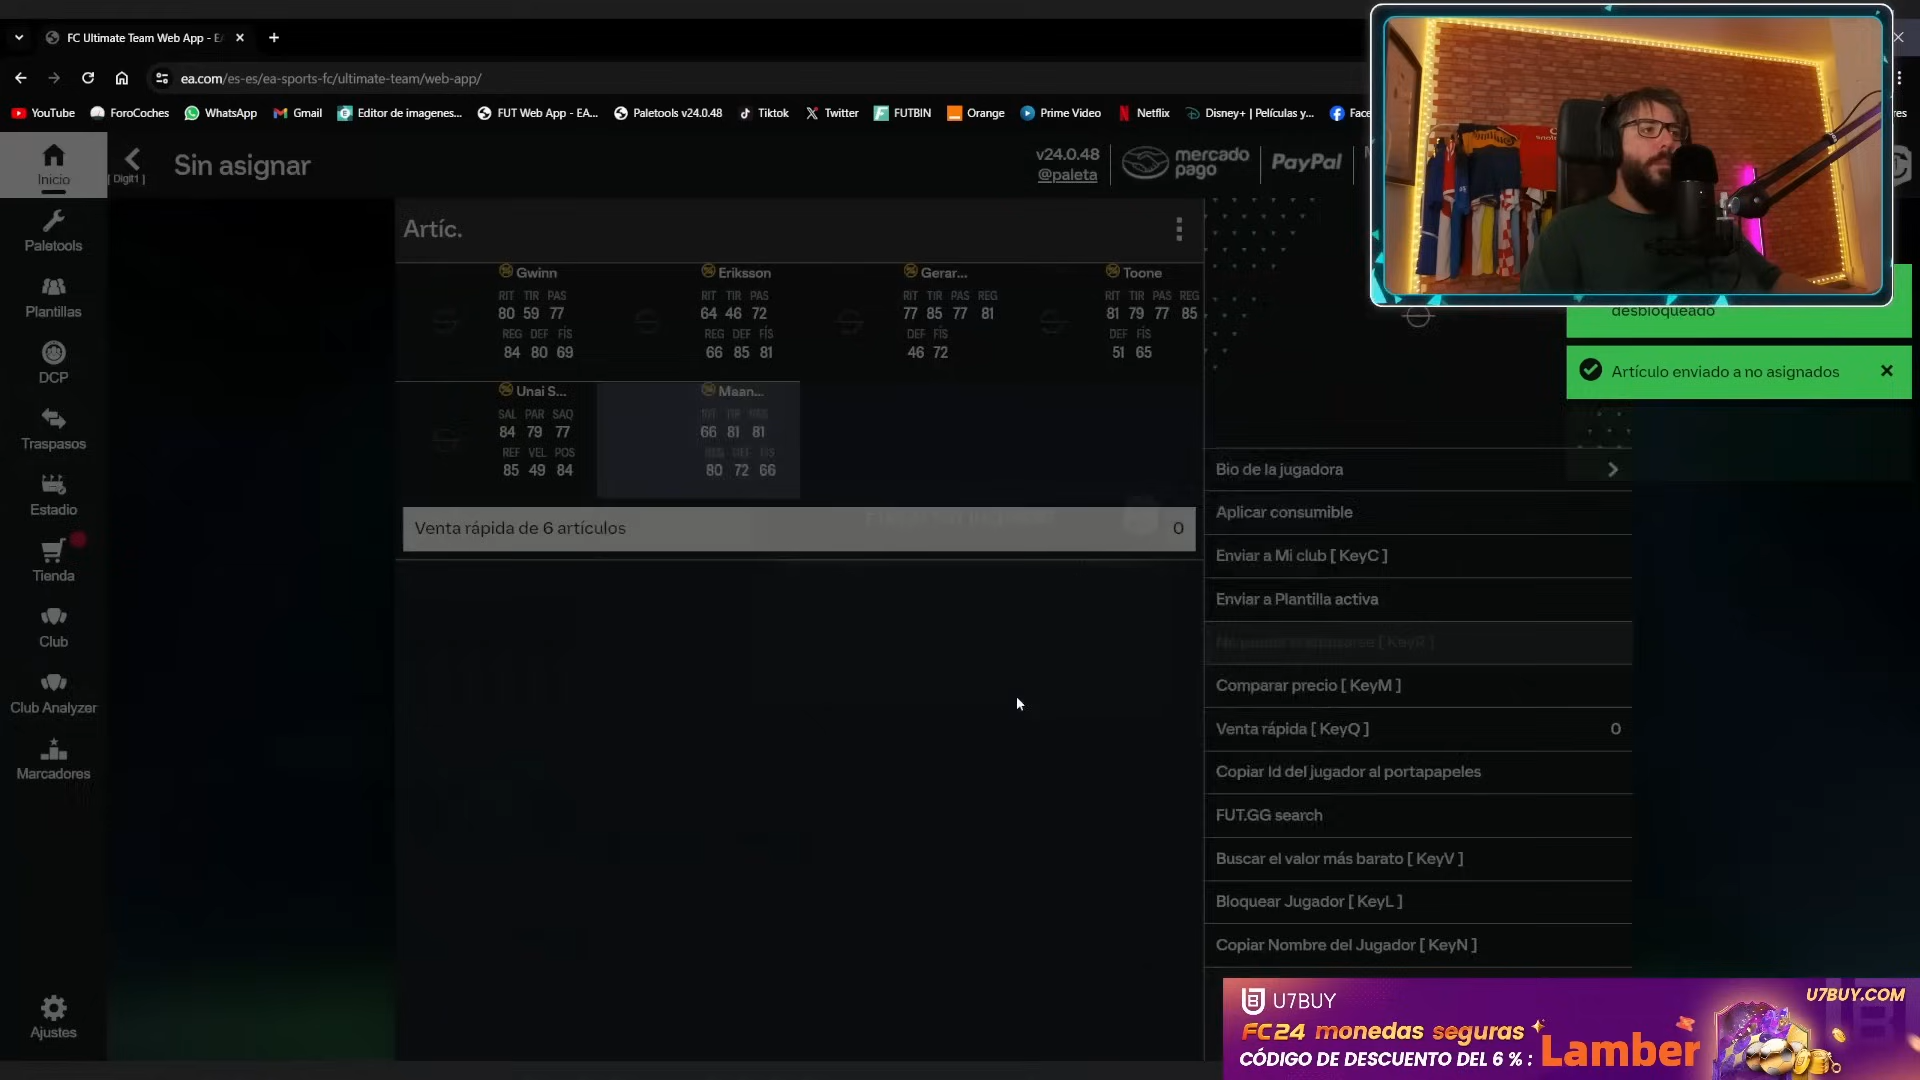 FC Ultimate Team Web App - EA
ea.com/es-es/ea-sports-fc/ultimate-team/web-app/
YouTube
ForoCoches
WhatsApp
Gmail
Editor de imagenes...
FUT Web App - EA...
Paletools v24.0.48
Tiktok
Twitter
FUTBIN
Orange
Prime Video
Netflix
Disney+ | Películas y...
Inicio
[ Digit1 ]
Sin asignar
v24.0.48
@paleta
mercado
pago
PayPal
Paletools
Plantillas
DCP
Traspasos
Estadio
Tienda
Club
Club Analyzer
Marcadores
Ajustes
Artíc.
Gwinn
RIT TIR PAS
80 59 77
REG DEF FÍS
84 80 69
Eriksson
RIT TIR PAS
64 46 72
REG DEF FÍS
66 85 81
Gerar...
RIT TIR PAS REG
77 85 77 81
DEF FÍS
46 72
Toone
RIT TIR PAS REG
81 79 77 85
DEF FÍS
51 65
Unai S...
SAL PAR SAQ
84 79 77
REF VEL POS
85 49 84
Maan...
RIT TIR PAS
66 81 81
REG DEF FÍS
80 72 66
Venta rápida de 6 artículos 0
desbloqueado
Artículo enviado a no asignados
Bio de la jugadora
Aplicar consumible
Enviar a Mi club [ KeyC ]
Enviar a Plantilla activa
Comparar precio [ KeyM ]
Venta rápida [ KeyQ ] 0
Copiar Id del jugador al portapapeles
FUT.GG search
Buscar el valor más barato [ KeyV ]
Bloquear Jugador [ KeyL ]
Copiar Nombre del Jugador [ KeyN ]
U7BUY
U7BUY.COM
FC24 monedas seguras
CÓDIGO DE DESCUENTO DEL 6 % : Lamber